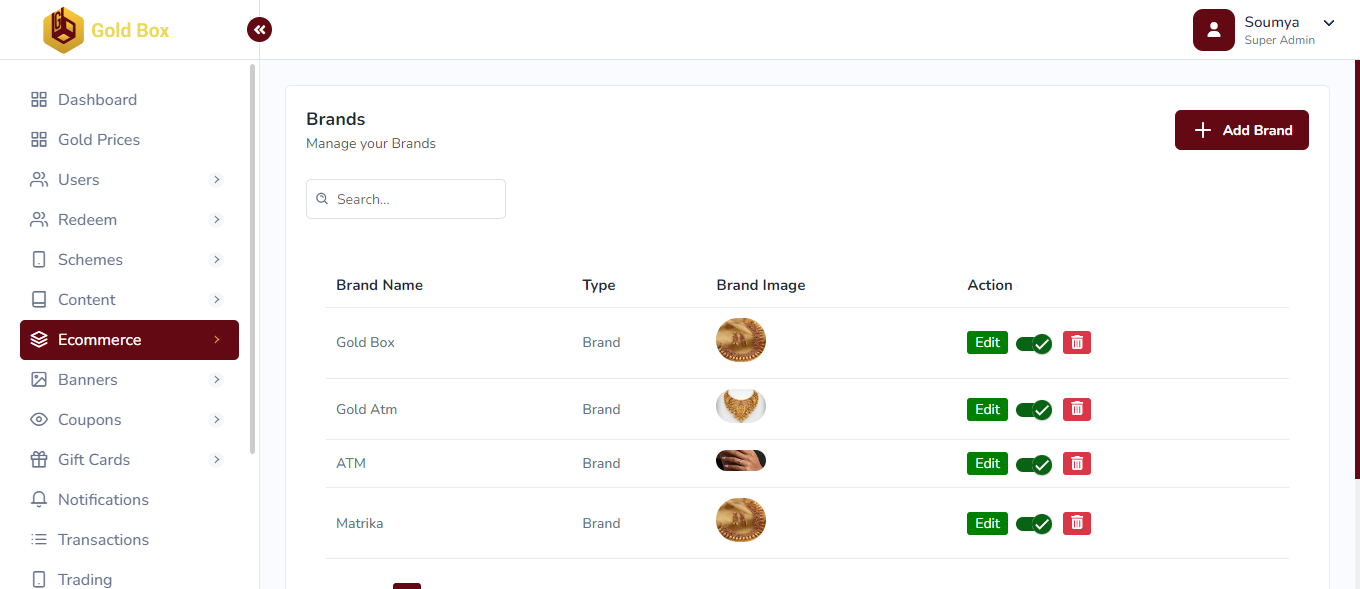 Gold Box
Soumya
Super Admin
Dashboard
Gold Prices
Users
Redeem
Schemes
Content
Ecommerce
Banners
Coupons
Gift Cards
Notifications
Transactions
Trading
Brands
Manage your Brands
Add Brand
Search...
Brand Name Type Brand Image Action
Gold Box Brand Edit
Gold Atm Brand Edit
ATM Brand Edit
Matrika Brand Edit